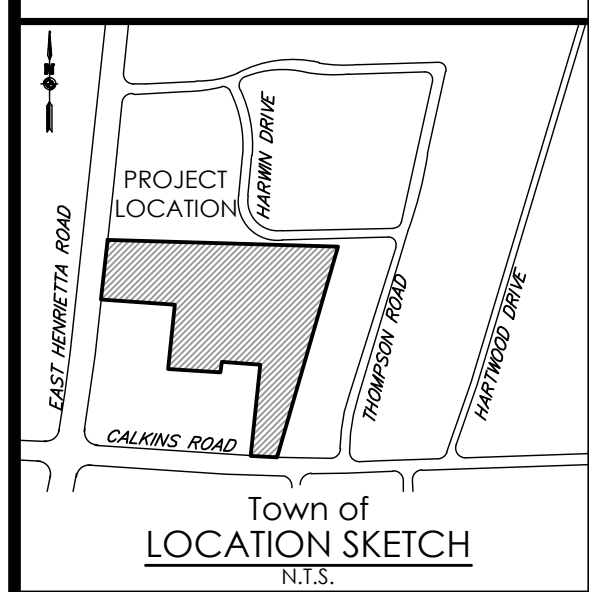 N
HARWIN DRIVE
PROJECT
LOCATION
EAST HENRIETTA ROAD
THOMPSON ROAD
HARTWOOD DRIVE
CALKINS ROAD
Town of
LOCATION SKETCH
N.T.S.